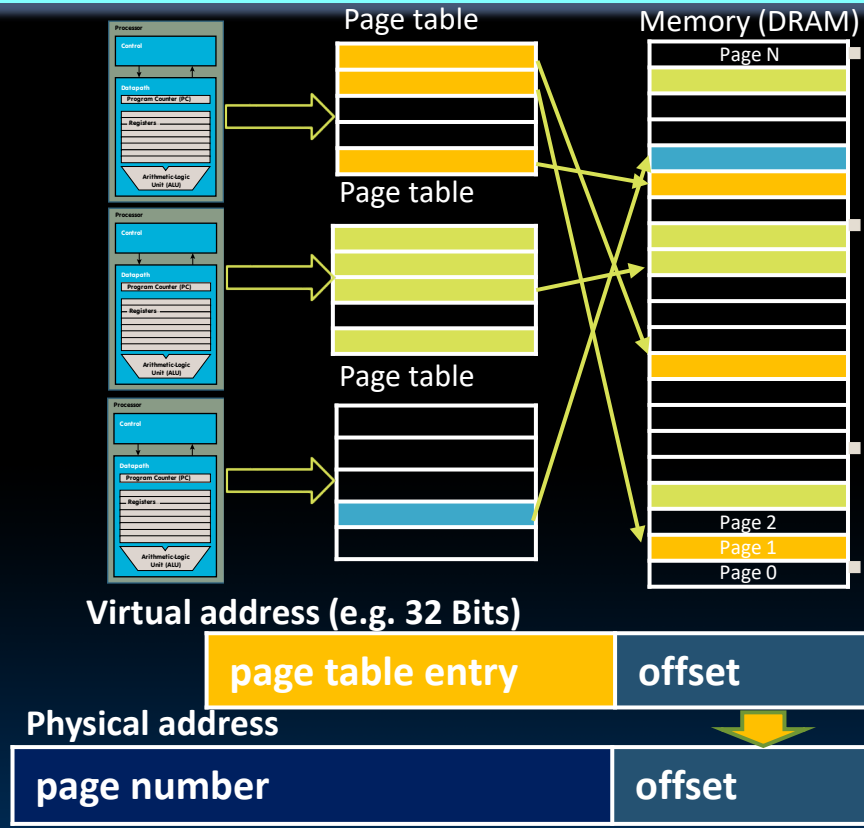 Page table
Memory (DRAM)
Processor
Control
Datapath
Program Counter (PC)
Registers
Arithmetic-Logic
Unit (ALU)
Page N
Page table
Processor
Control
Datapath
Program Counter (PC)
Registers
Arithmetic-Logic
Unit (ALU)
Page table
Processor
Control
Datapath
Program Counter (PC)
Registers
Arithmetic-Logic
Unit (ALU)
Page 2
Page 1
Page 0
Virtual address (e.g. 32 Bits)
page table entry
offset
Physical address
page number
offset